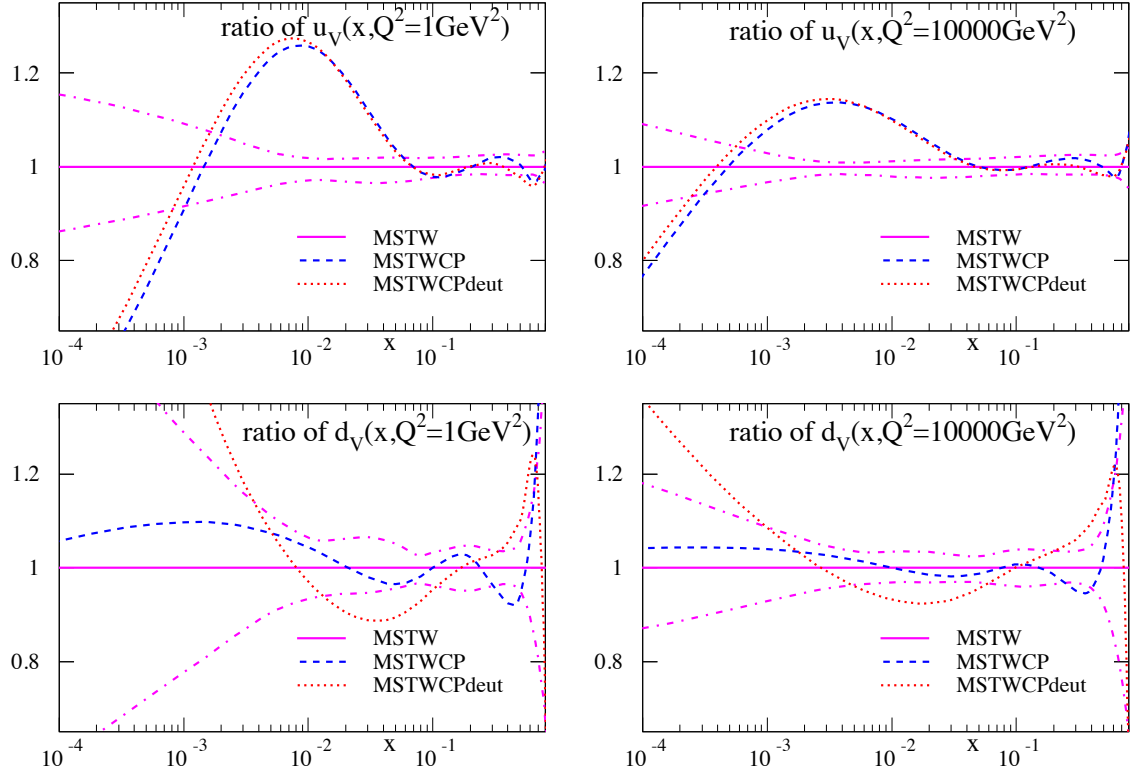 ratio of u_V(x,Q^2=1GeV^2)
1.2
1
0.8
MSTW
MSTWCP
MSTWCPdeut
10^-4
10^-3
10^-2
x
10^-1
ratio of u_V(x,Q^2=10000GeV^2)
1.2
1
0.8
MSTW
MSTWCP
MSTWCPdeut
10^-4
10^-3
10^-2
x
10^-1
ratio of d_V(x,Q^2=1GeV^2)
1.2
1
0.8
MSTW
MSTWCP
MSTWCPdeut
10^-4
10^-3
10^-2
x
10^-1
ratio of d_V(x,Q^2=10000GeV^2)
1.2
1
0.8
MSTW
MSTWCP
MSTWCPdeut
10^-4
10^-3
10^-2
x
10^-1